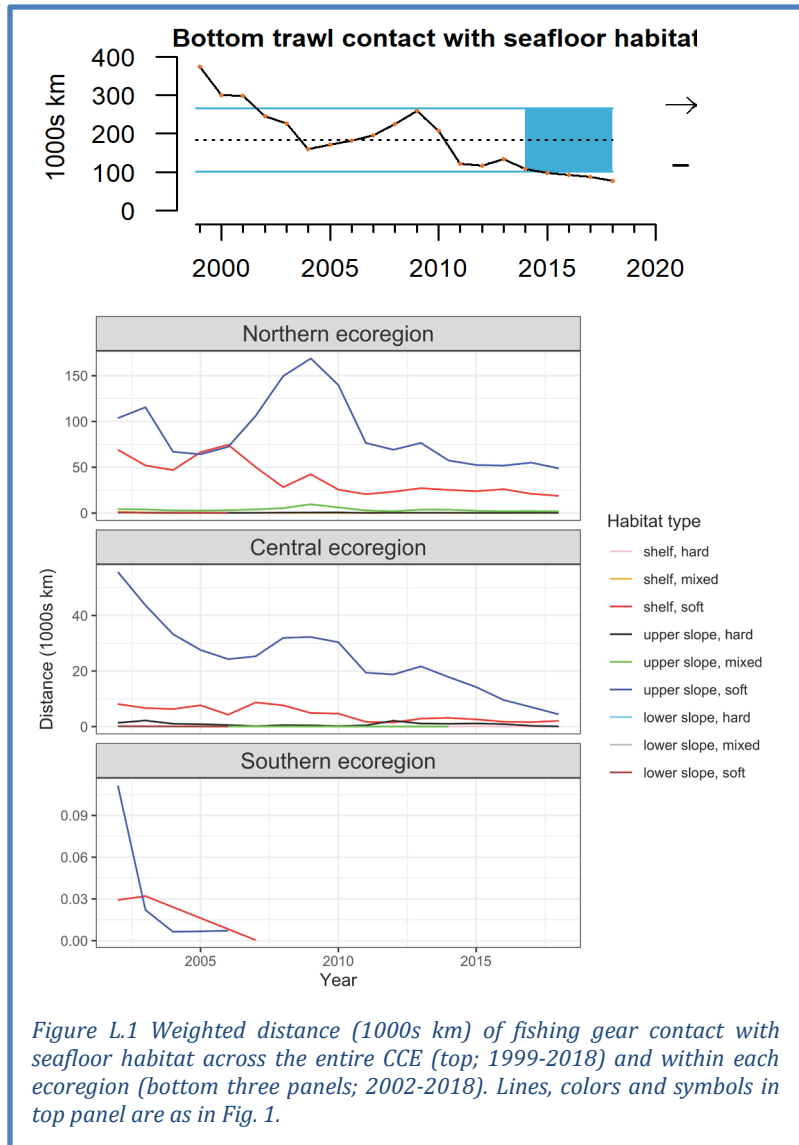 Bottom trawl contact with seafloor habitat
400
300
200
100
0
1000s km
2000 2005 2010 2015 2020
Northern ecoregion
150
100
50
0
Central ecoregion
40
20
0
Southern ecoregion
0.09
0.06
0.03
0.00
Distance (1000s km)
2005 2010 2015
Year
Habitat type
shelf, hard
shelf, mixed
shelf, soft
upper slope, hard
upper slope, mixed
upper slope, soft
lower slope, hard
lower slope, mixed
lower slope, soft
Figure L.1 Weighted distance (1000s km) of fishing gear contact with
seafloor habitat across the entire CCE (top; 1999-2018) and within each
ecoregion (bottom three panels; 2002-2018). Lines, colors and symbols in
top panel are as in Fig. 1.